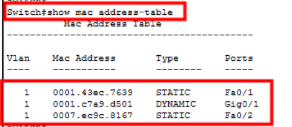 Switch#show mac address-table
Mac Address Table
-------------------------------------------
Vlan Mac Address Type Ports
---- ----------- -------- -----
1 0001.43ec.7639 STATIC Fa0/1
1 0001.c7a9.d501 DYNAMIC Gig0/1
1 0007.ec9c.8167 STATIC Fa0/2